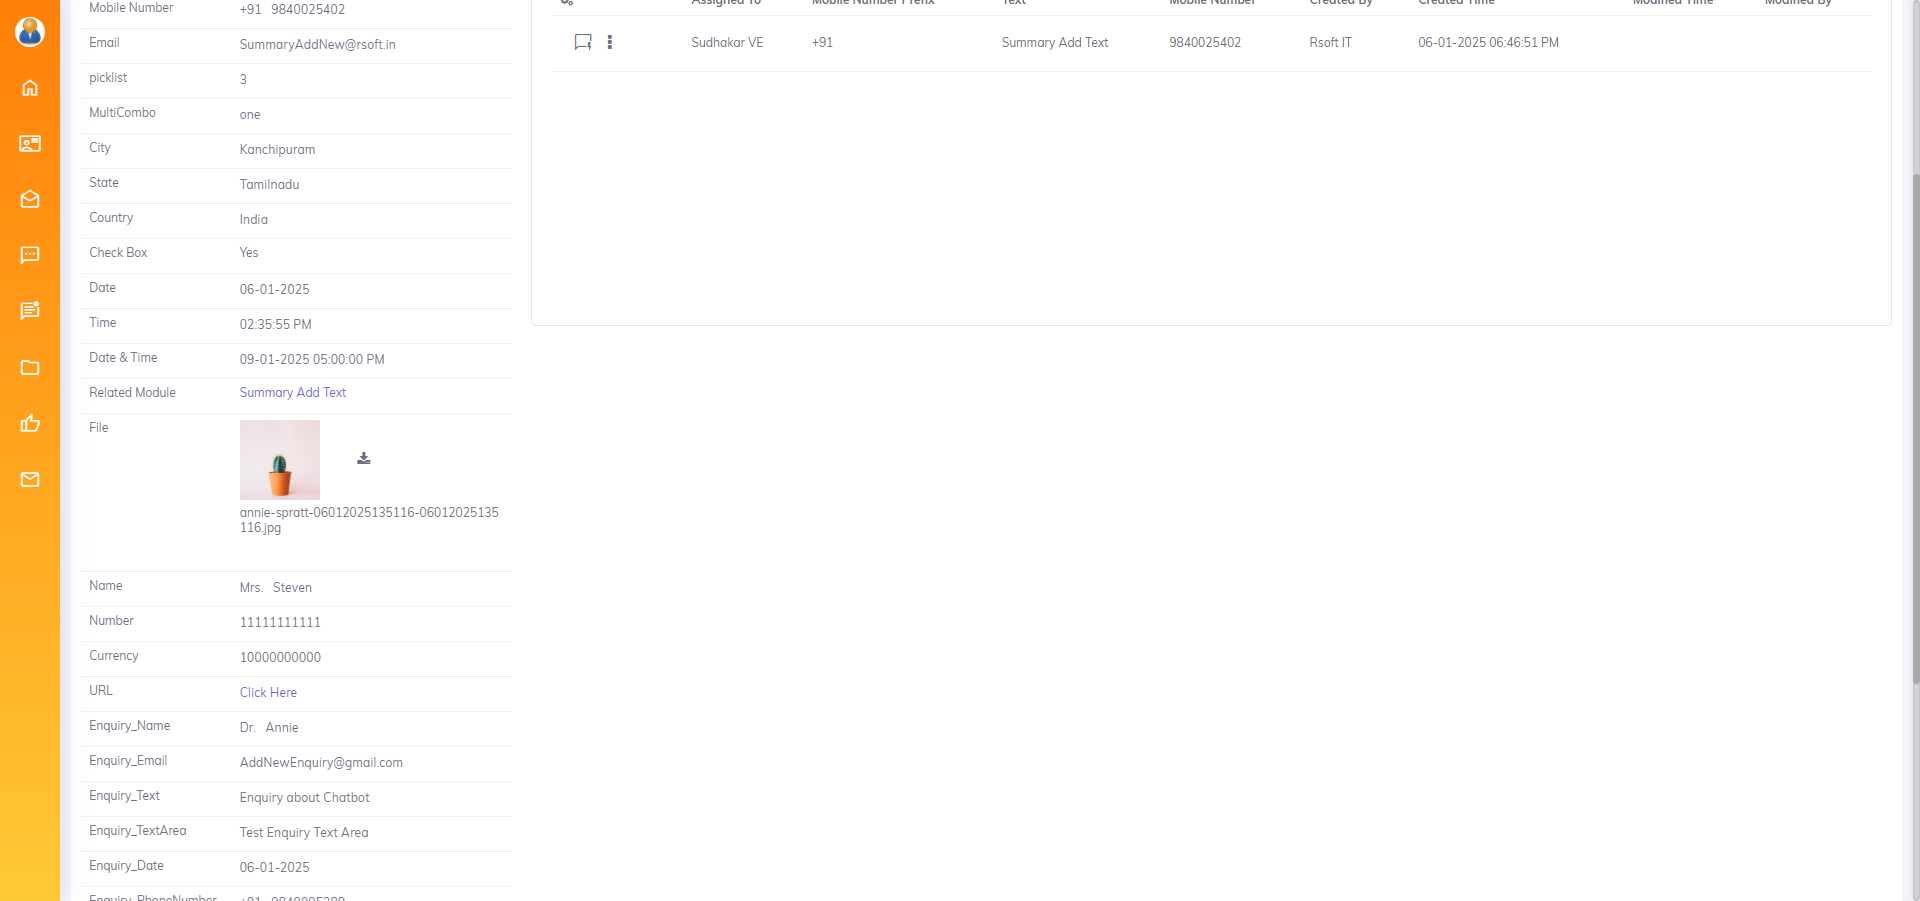 Mobile Number +91 9840025402
Email SummaryAddNew@rsoft.in
picklist 3
MultiCombo one
City Kanchipuram
State Tamilnadu
Country India
Check Box Yes
Date 06-01-2025
Time 02:35:55 PM
Date & Time 09-01-2025 05:00:00 PM
Related Module Summary Add Text
File
annie-spratt-06012025135116-06012025135
116.jpg
Name Mrs. Steven
Number 11111111111
Currency 10000000000
URL Click Here
Enquiry_Name Dr. Annie
Enquiry_Email AddNewEnquiry@gmail.com
Enquiry_Text Enquiry about Chatbot
Enquiry_TextArea Test Enquiry Text Area
Enquiry_Date 06-01-2025
Enquiry_PhoneNumber +91
Assigned To Mobile Number Prefix Text Mobile Number Created By Created Time Modified Time Modified By
Sudhakar VE +91 Summary Add Text 9840025402 Rsoft IT 06-01-2025 06:46:51 PM